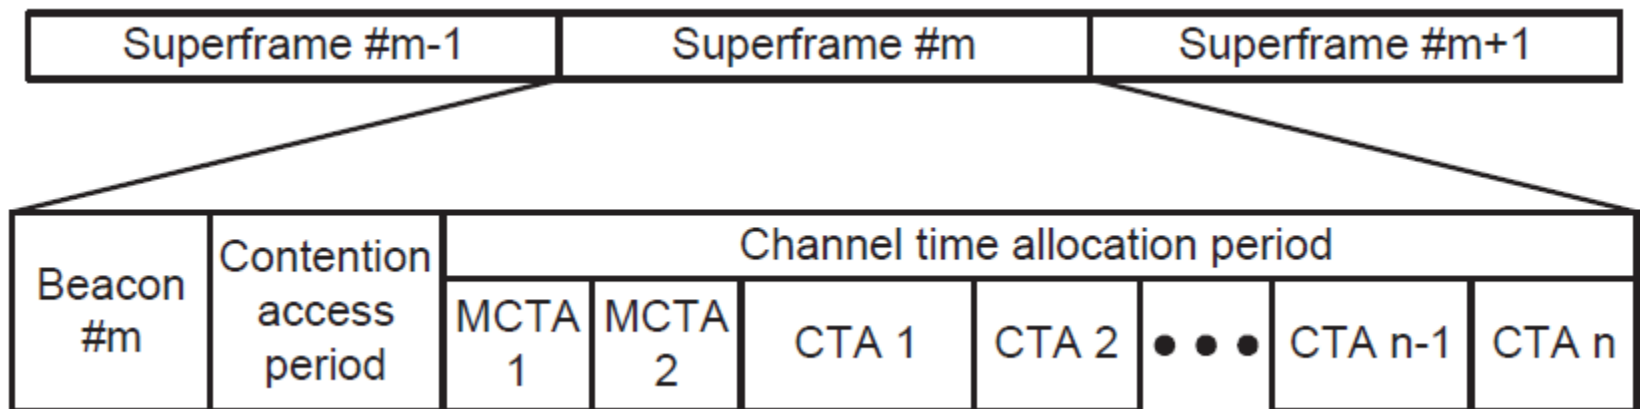 Superframe #m-1
Superframe #m
Superframe #m+1
Beacon
#m
Contention
access
period
Channel time allocation period
MCTA
1
MCTA
2
CTA 1
CTA 2
•••
CTA n-1
CTA n